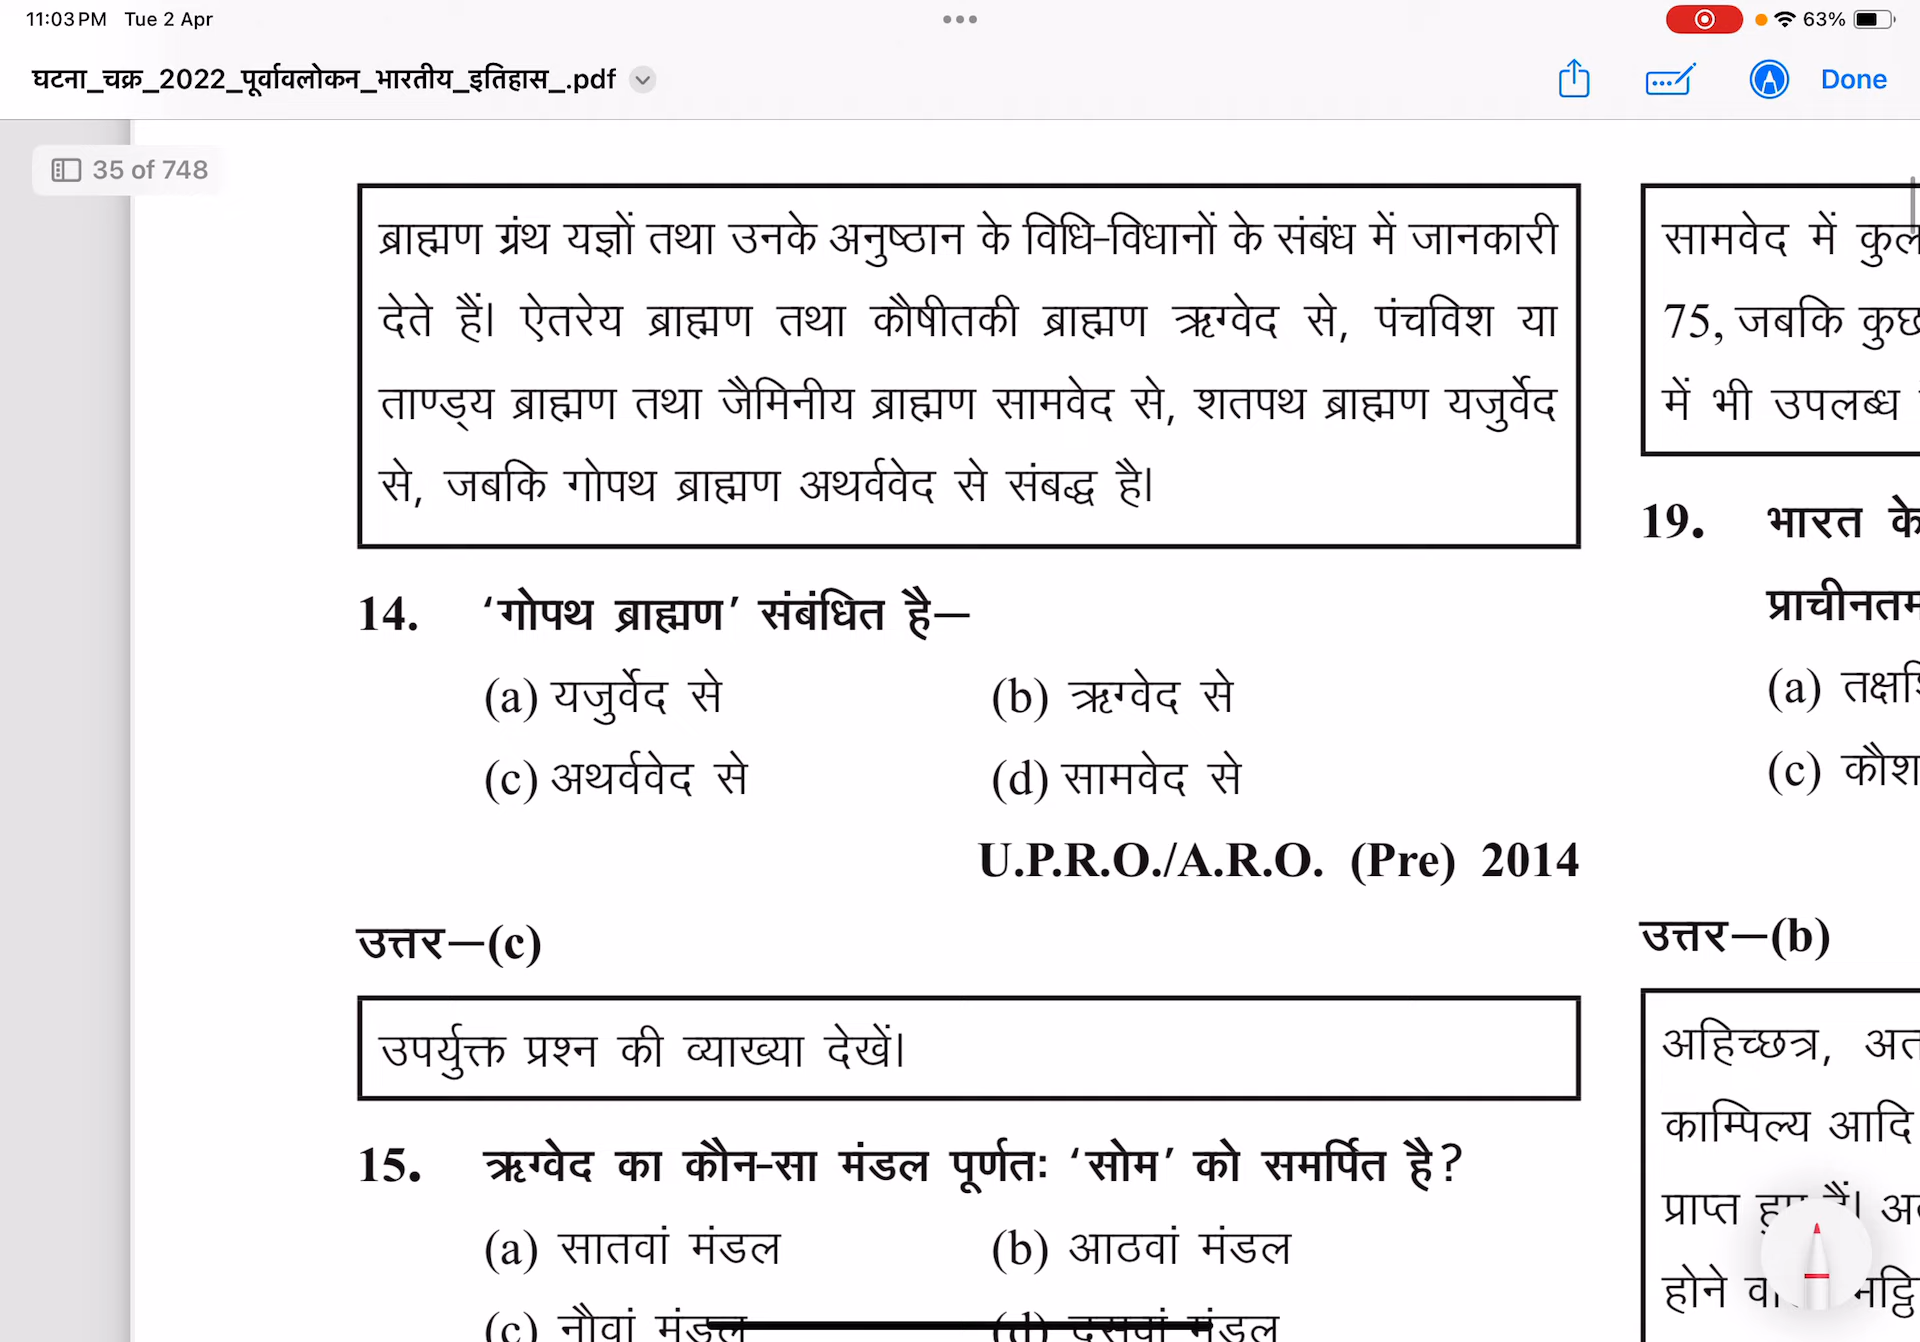 11:03 PM Tue 2 Apr
63%
घटना_चक्र_2022_पूर्वावलोकन_भारतीय_इतिहास_.pdf
Done
35 of 748
ब्राह्मण ग्रंथ यज्ञों तथा उनके अनुष्ठान के विधि-विधानों के संबंध में जानकारी
देते हैं। ऐतरेय ब्राह्मण तथा कौषीतकी ब्राह्मण ऋग्वेद से, पंचविश या
ताण्ड्य ब्राह्मण तथा जैमिनीय ब्राह्मण सामवेद से, शतपथ ब्राह्मण यजुर्वेद
से, जबकि गोपथ ब्राह्मण अथर्ववेद से संबद्ध है।
14. ‘गोपथ ब्राह्मण’ संबंधित है—
(a) यजुर्वेद से (b) ऋग्वेद से
(c) अथर्ववेद से (d) सामवेद से
U.P.R.O./A.R.O. (Pre) 2014
उत्तर—(c)
उपर्युक्त प्रश्न की व्याख्या देखें।
15. ऋग्वेद का कौन-सा मंडल पूर्णतः ‘सोम’ को समर्पित है?
(a) सातवां मंडल (b) आठवां मंडल
(c) नौवां मंडल (d) दसवां मंडल
सामवेद में कुल
75, जबकि कुछ
में भी उपलब्ध
19. भारत के
(a)
(c)
उत्तर—(b)
अहिच्छत्र,
काम्पिल्य आदि
प्राप्त
होने